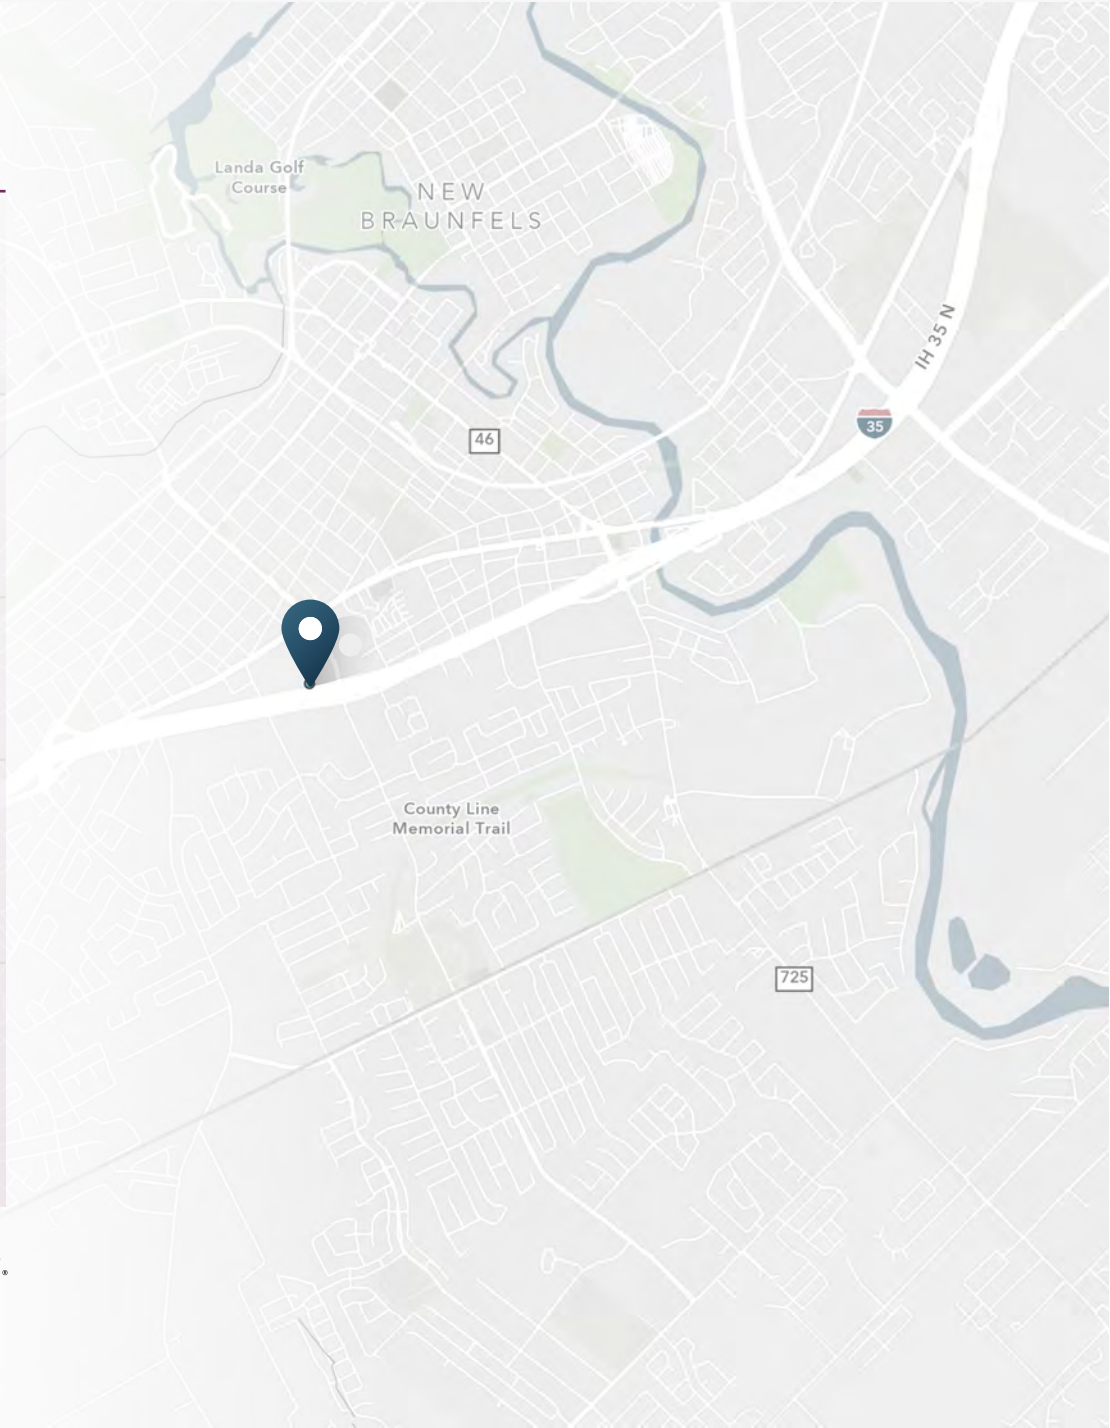 Landa Golf
Course
NEW
BRAUNFELS
IH 35 N
35
46
County Line
Memorial Trail
725
®